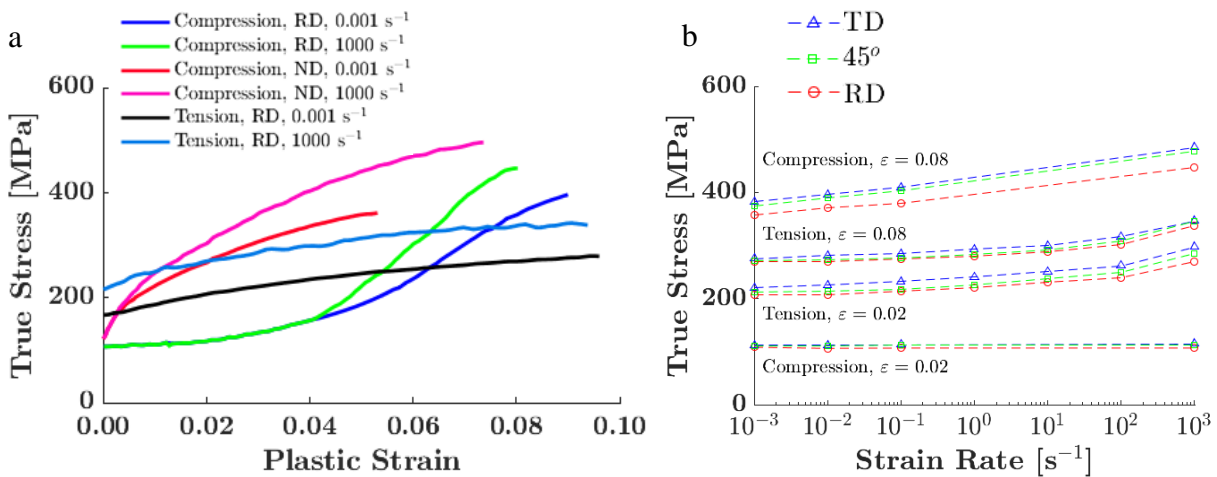 a
Compression, RD, 0.001 s⁻¹
Compression, RD, 1000 s⁻¹
Compression, ND, 0.001 s⁻¹
Compression, ND, 1000 s⁻¹
Tension, RD, 0.001 s⁻¹
Tension, RD, 1000 s⁻¹
True Stress [MPa]
600
400
200
0
0.00 0.02 0.04 0.06 0.08 0.10
Plastic Strain
b
TD
45°
RD
True Stress [MPa]
600
400
200
0
Compression, ε = 0.08
Tension, ε = 0.08
Tension, ε = 0.02
Compression, ε = 0.02
10⁻³ 10⁻² 10⁻¹ 10⁰ 10¹ 10² 10³
Strain Rate [s⁻¹]